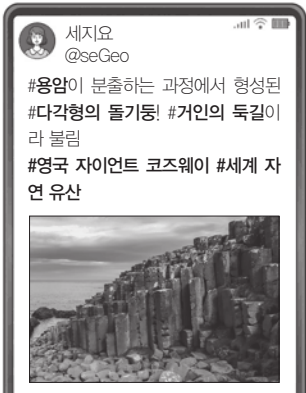 세지요
@seGeo
#용암이 분출하는 과정에서 형성된
#다각형의 돌기둥! #거인의 둑길이
라 불림
#영국 자이언트 코즈웨이 #세계 자
연 유산